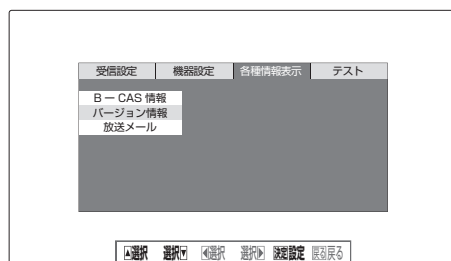 受信設定 機器設定 各種情報表示 テスト
B ー CAS 情報
バージョン情報
放送メール
▲選択 選択▼ ◀選択 選択▶ 決定設定 戻る戻る